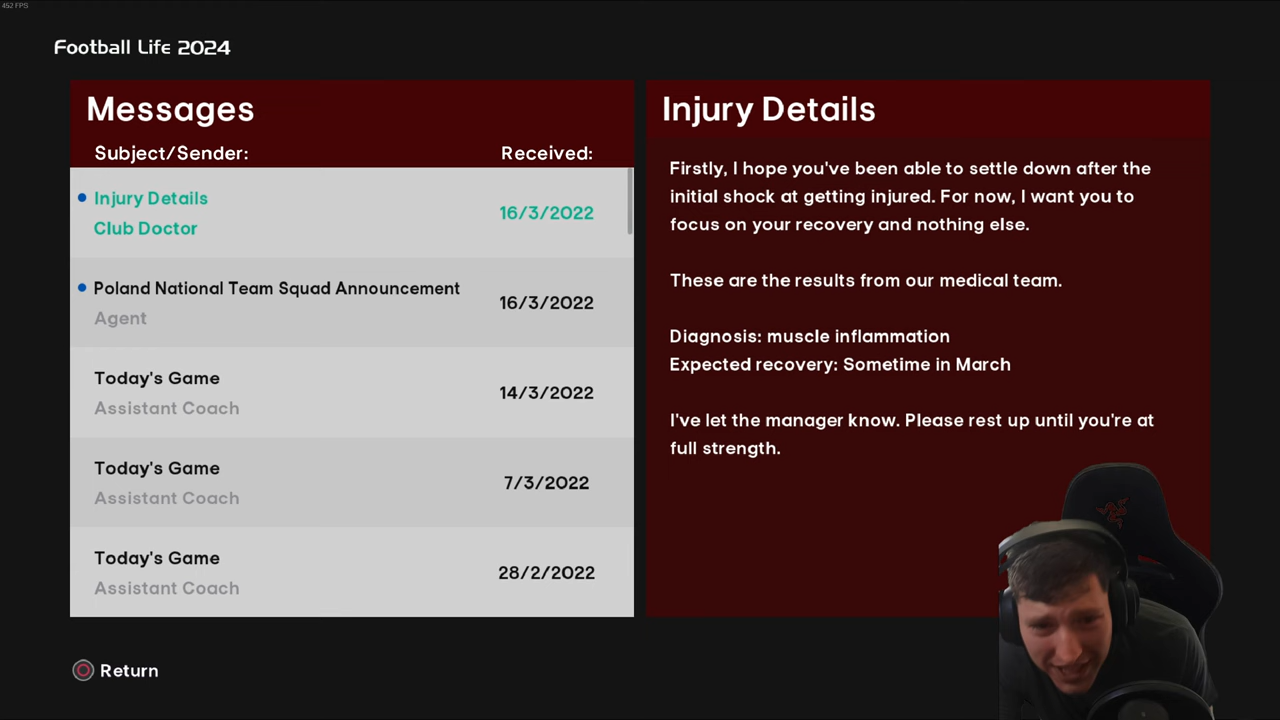 452 FPS
Football Life 2024
Messages
Subject/Sender: Received:
Injury Details
Club Doctor
16/3/2022
Poland National Team Squad Announcement
Agent
16/3/2022
Today's Game
Assistant Coach
14/3/2022
Today's Game
Assistant Coach
7/3/2022
Today's Game
Assistant Coach
28/2/2022
Injury Details
Firstly, I hope you've been able to settle down after the
initial shock at getting injured. For now, I want you to
focus on your recovery and nothing else.
These are the results from our medical team.
Diagnosis: muscle inflammation
Expected recovery: Sometime in March
I've let the manager know. Please rest up until you're at
full strength.
Return